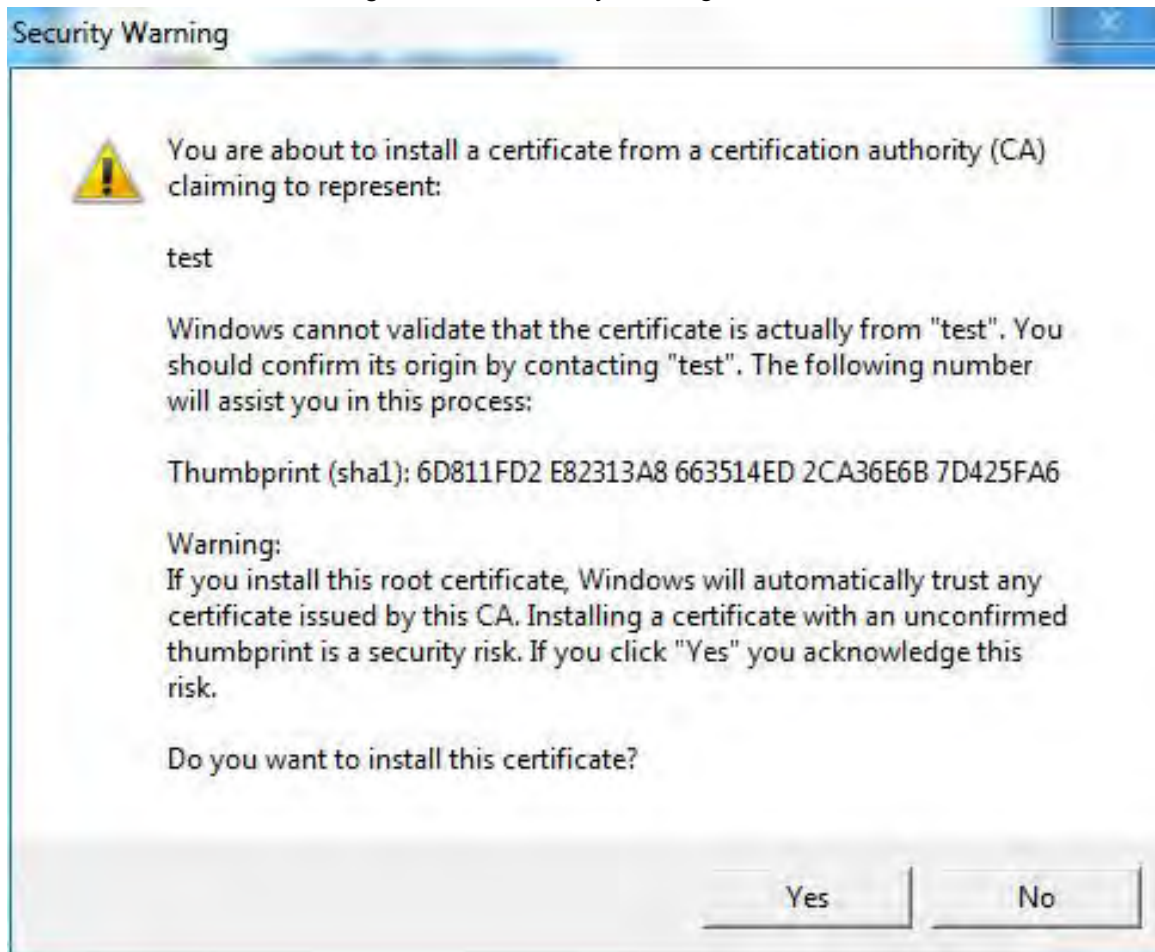 Security Warning
You are about to install a certificate from a certification authority (CA)
claiming to represent:
test
Windows cannot validate that the certificate is actually from "test". You
should confirm its origin by contacting "test". The following number
will assist you in this process:
Thumbprint (sha1): 6D811FD2 E82313A8 663514ED 2CA36E6B 7D425FA6
Warning:
If you install this root certificate, Windows will automatically trust any
certificate issued by this CA. Installing a certificate with an unconfirmed
thumbprint is a security risk. If you click "Yes" you acknowledge this
risk.
Do you want to install this certificate?
Yes No